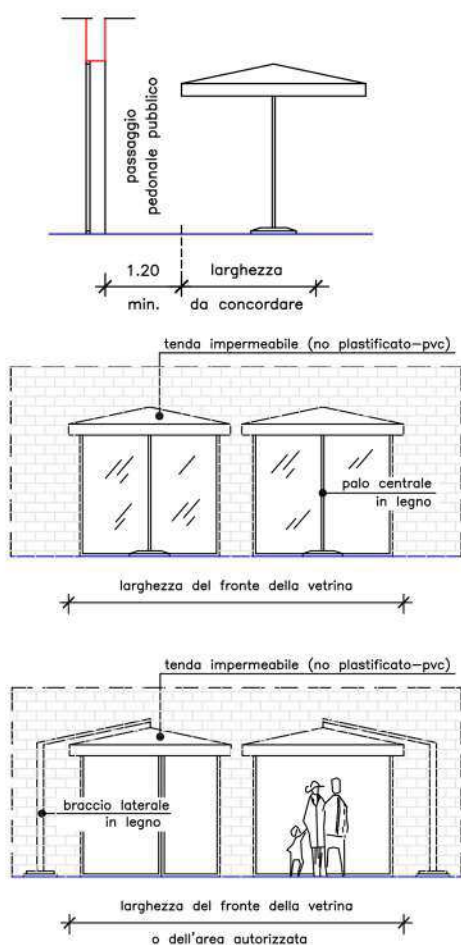 passaggio
pedonale pubblico
1.20
larghezza
min.
da concordare
tenda impermeabile (no plastificato-pvc)
palo centrale
in legno
larghezza del fronte della vetrina
tenda impermeabile (no plastificato-pvc)
braccio laterale
in legno
larghezza del fronte della vetrina
o dell'area autorizzata